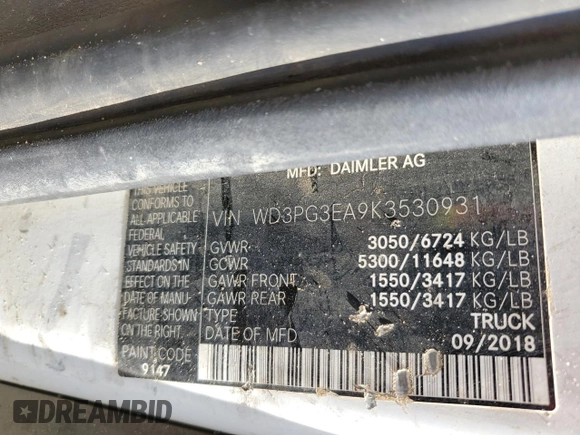 MFD: DAIMLER AG
THIS VEHICLE
CONFORMS TO
ALL APPLICABLE
FEDERAL
VEHICLE SAFETY
STANDARDS IN
EFFECT ON THE
DATE OF MANU-
FACTURE SHOWN
ON THE RIGHT.
PAINT CODE
9147
VIN WD3PG3EA9K3530931
GVWR 3050/6724 KG/LB
GCWR 5300/11648 KG/LB
GAWR FRONT 1550/3417 KG/LB
GAWR REAR 1550/3417 KG/LB
TYPE TRUCK
DATE OF MFD 09/2018
DREAMBID